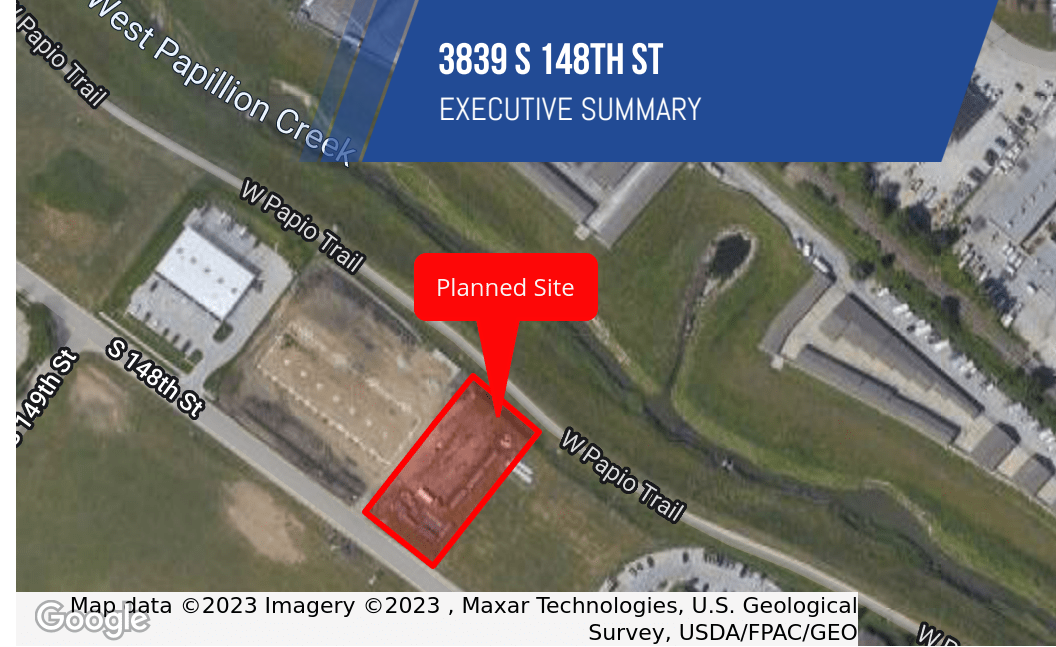 West Papillion Creek
3839 S 148TH ST
EXECUTIVE SUMMARY
Papio Trail
W Papio Trail
Planned Site
S 148th St
149th St
W Papio Trail
Map data ©2023 Imagery ©2023 , Maxar Technologies, U.S. Geological
Survey, USDA/FPAC/GEO
Google